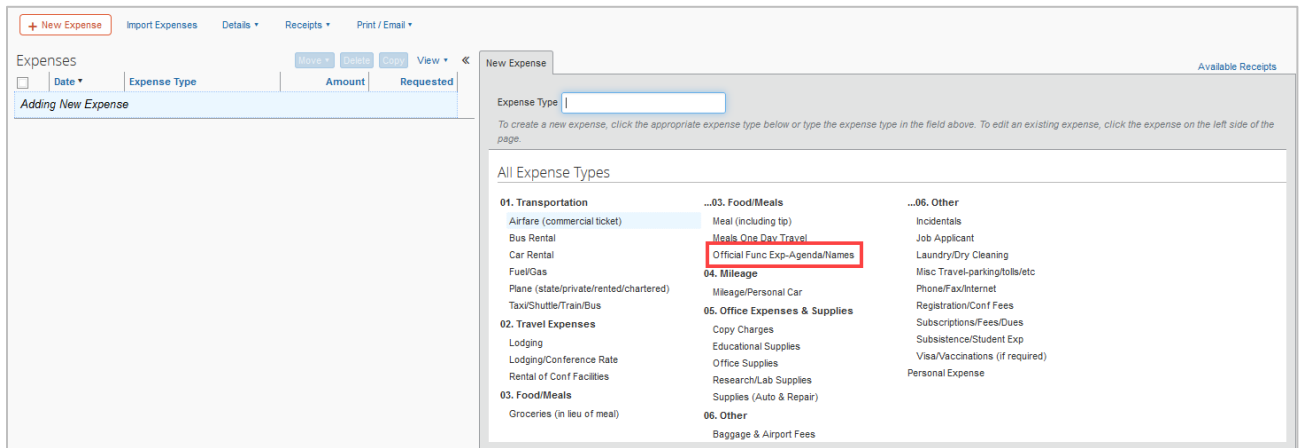 + New Expense Import Expenses Details ▾ Receipts ▾ Print / Email ▾
Expenses Move ▾ Delete Copy View ▾ «
Date ▾ Expense Type Amount Requested
Adding New Expense
New Expense
Available Receipts
Expense Type
To create a new expense, click the appropriate expense type below or type the expense type in the field above. To edit an existing expense, click the expense on the left side of the
page.
All Expense Types
01. Transportation
Airfare (commercial ticket)
Bus Rental
Car Rental
Fuel/Gas
Plane (state/private/rented/chartered)
Taxi/Shuttle/Train/Bus
02. Travel Expenses
Lodging
Lodging/Conference Rate
Rental of Conf Facilities
03. Food/Meals
Groceries (in lieu of meal)
...03. Food/Meals
Meal (including tip)
Meals One Day Travel
Official Func Exp-Agenda/Names
04. Mileage
Mileage/Personal Car
05. Office Expenses & Supplies
Copy Charges
Educational Supplies
Office Supplies
Research/Lab Supplies
Supplies (Auto & Repair)
06. Other
Baggage & Airport Fees
...06. Other
Incidentals
Job Applicant
Laundry/Dry Cleaning
Misc Travel-parking/tolls/etc
Phone/Fax/Internet
Registration/Conf Fees
Subscriptions/Fees/Dues
Subsistence/Student Exp
Visa/Vaccinations (if required)
Personal Expense